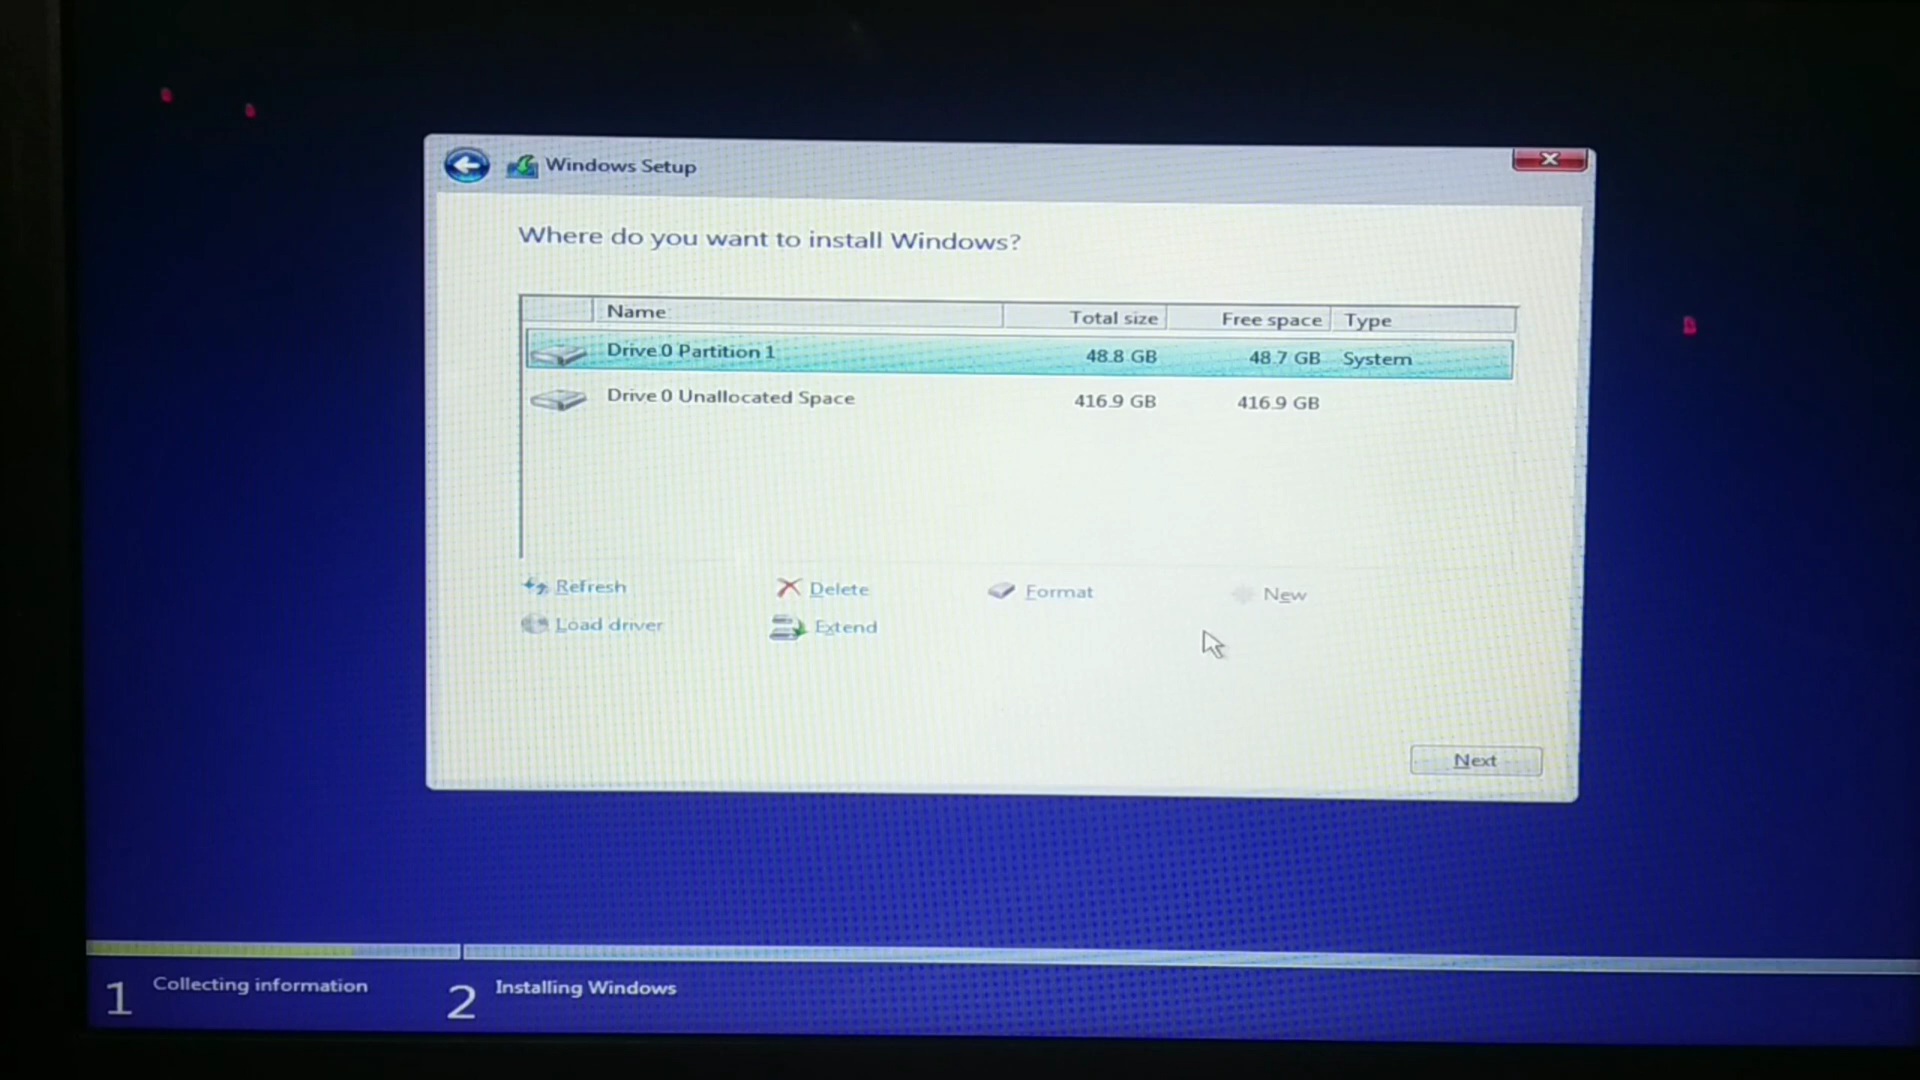 Windows Setup
Where do you want to install Windows?
Name Total size Free space Type
Drive 0 Partition 1 48.8 GB 48.7 GB System
Drive 0 Unallocated Space 416.9 GB 416.9 GB
Refresh Delete Format New
Load driver Extend
Next
1 Collecting information 2 Installing Windows